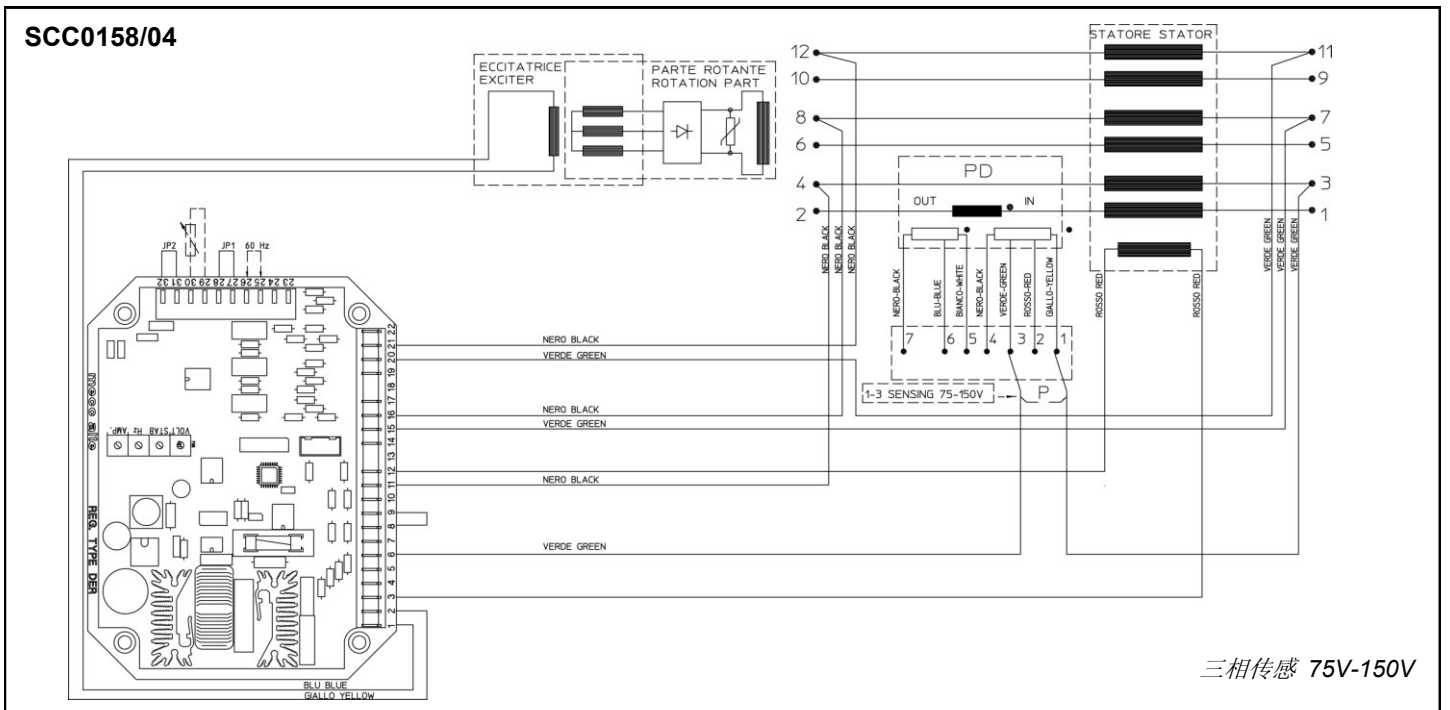 SCC0158/04
ECCITATRICE
EXCITER
PARTE ROTANTE
ROTATION PART
STATORE STATOR
12
11
10
9
8
7
6
5
4
3
2
1
PD
OUT
IN
NERO BLACK
NERO BLACK
NERO BLACK
VERDE GREEN
VERDE GREEN
VERDE GREEN
ROSSO RED
ROSSO RED
NERO-BLACK
BLU-BLUE
BIANCO-WHITE
NERO-BLACK
VERDE-GREEN
ROSSO-RED
GIALLO-YELLOW
7
6
5
4
3
2
1
1-3 SENSING 75-150V
P
JP2
JP1
60 Hz
32
31
30
29
28
27
26
25
24
23
22
21
20
19
18
17
16
15
14
13
12
11
10
9
8
7
6
5
4
3
2
1
NERO BLACK
VERDE GREEN
NERO BLACK
VERDE GREEN
NERO BLACK
VERDE GREEN
mecc alte
REG. TYPE DER
VOLT
STAB
Hz
AMP.
BLU BLUE
GIALLO YELLOW
三相传感 75V-150V